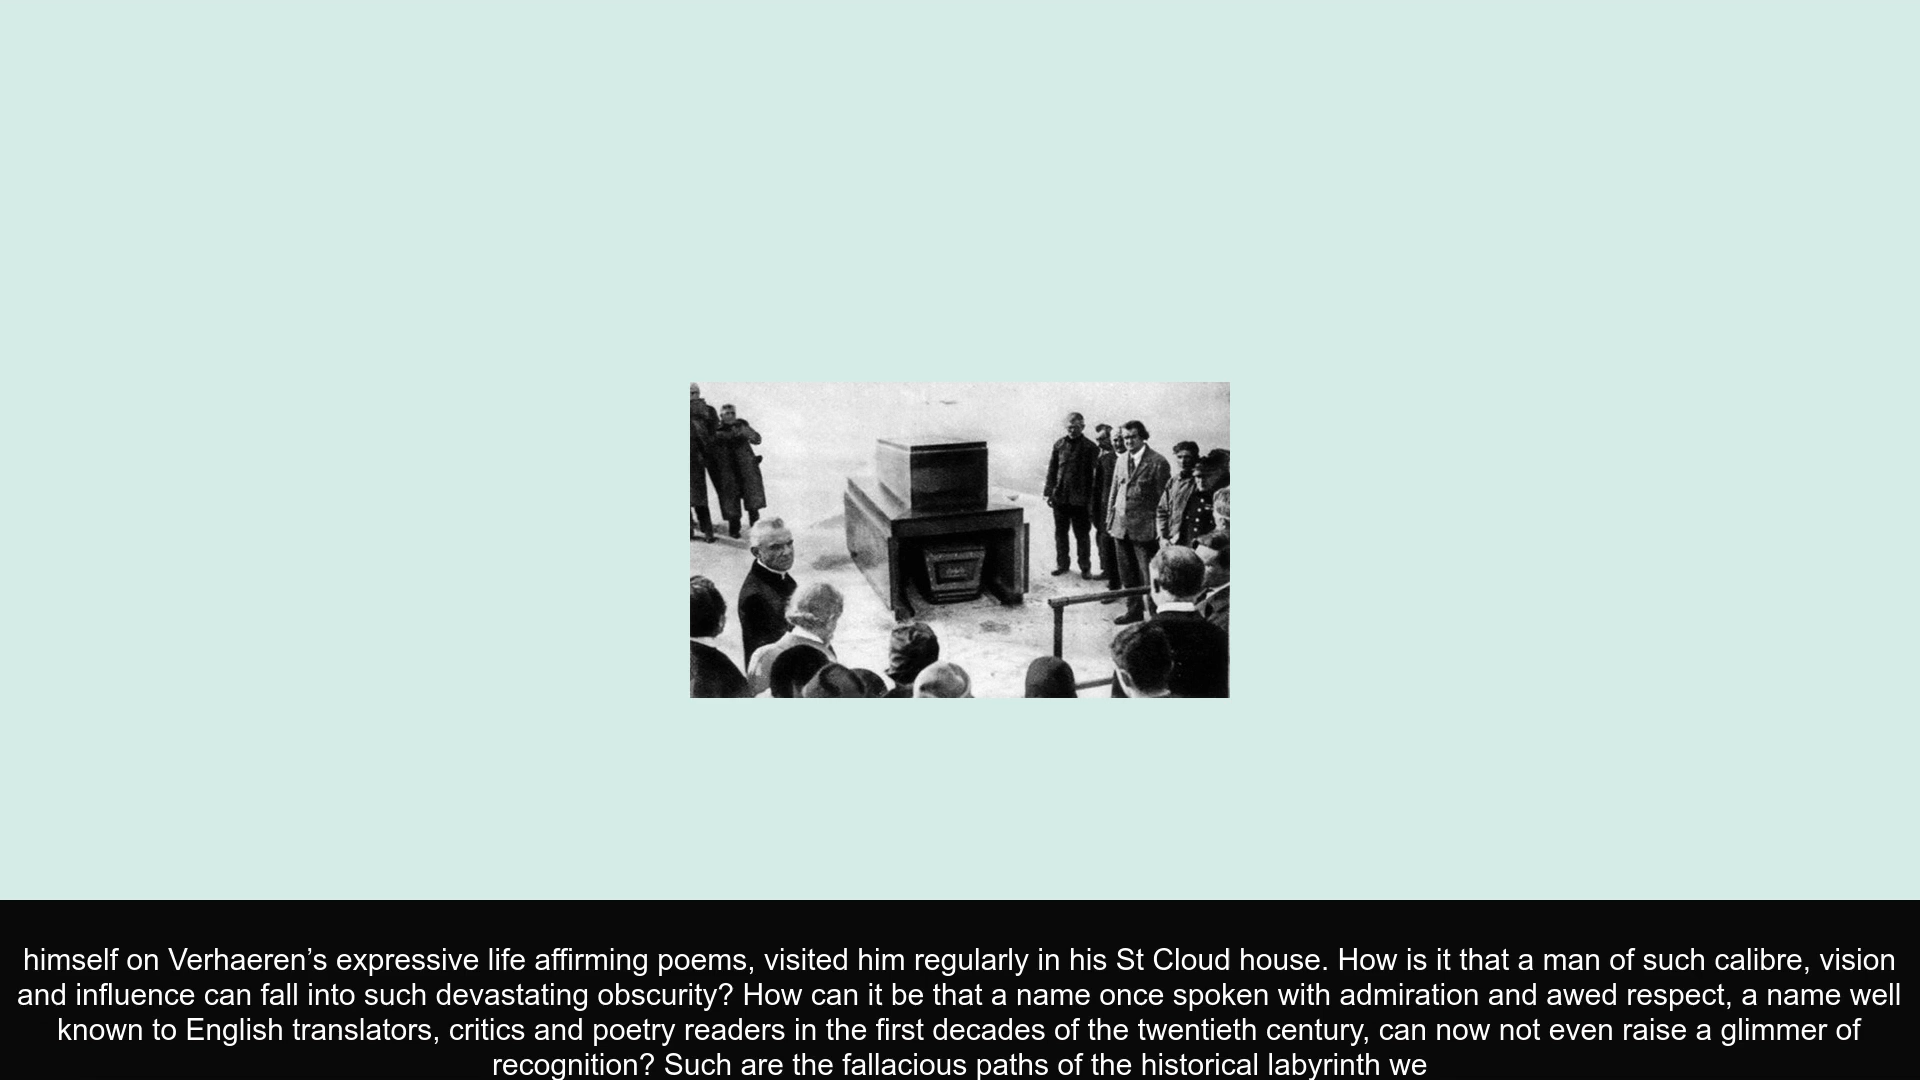 himself on Verhaeren’s expressive life affirming poems, visited him regularly in his St Cloud house. How is it that a man of such calibre, vision
and influence can fall into such devastating obscurity? How can it be that a name once spoken with admiration and awed respect, a name well
known to English translators, critics and poetry readers in the first decades of the twentieth century, can now not even raise a glimmer of
recognition? Such are the fallacious paths of the historical labyrinth we